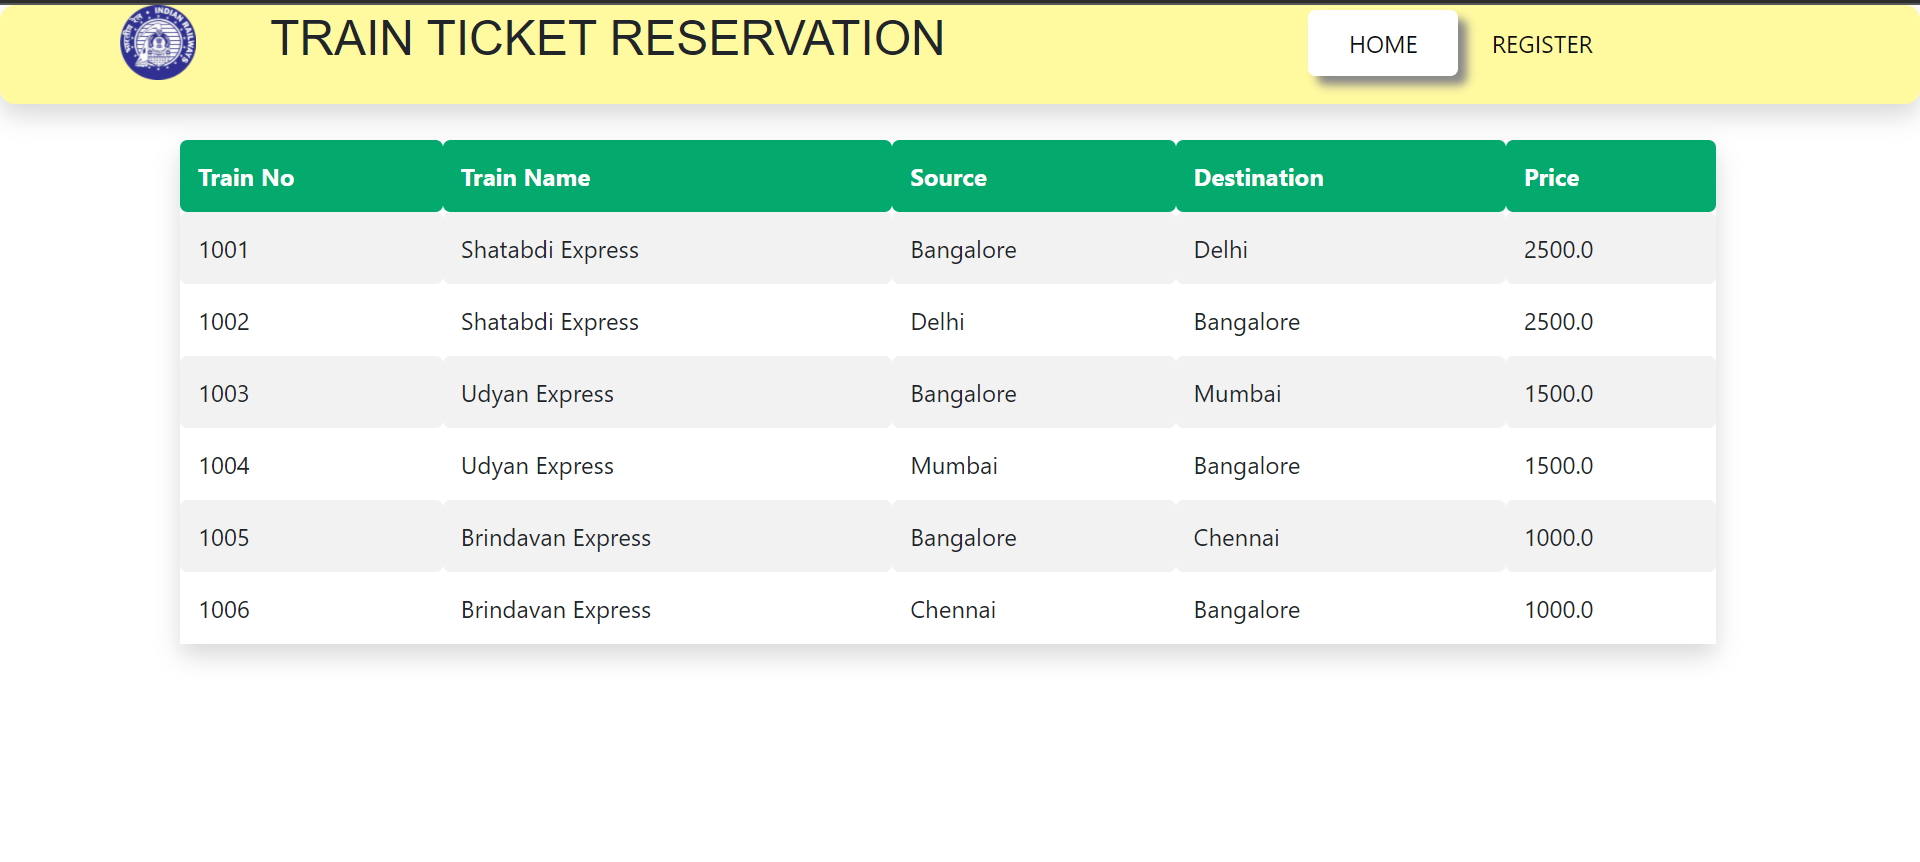 भारतीय रेल INDIAN RAILWAYS
TRAIN TICKET RESERVATION
HOME REGISTER
Train No Train Name Source Destination Price
1001 Shatabdi Express Bangalore Delhi 2500.0
1002 Shatabdi Express Delhi Bangalore 2500.0
1003 Udyan Express Bangalore Mumbai 1500.0
1004 Udyan Express Mumbai Bangalore 1500.0
1005 Brindavan Express Bangalore Chennai 1000.0
1006 Brindavan Express Chennai Bangalore 1000.0